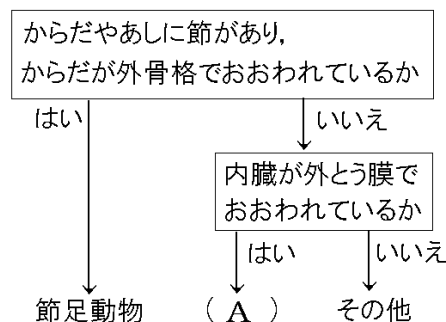 からだやあしに節があり,
からだが外骨格でおおわれているか
はい
いいえ
内臓が外とう膜で
おおわれているか
はい
いいえ
節足動物
(A)
その他